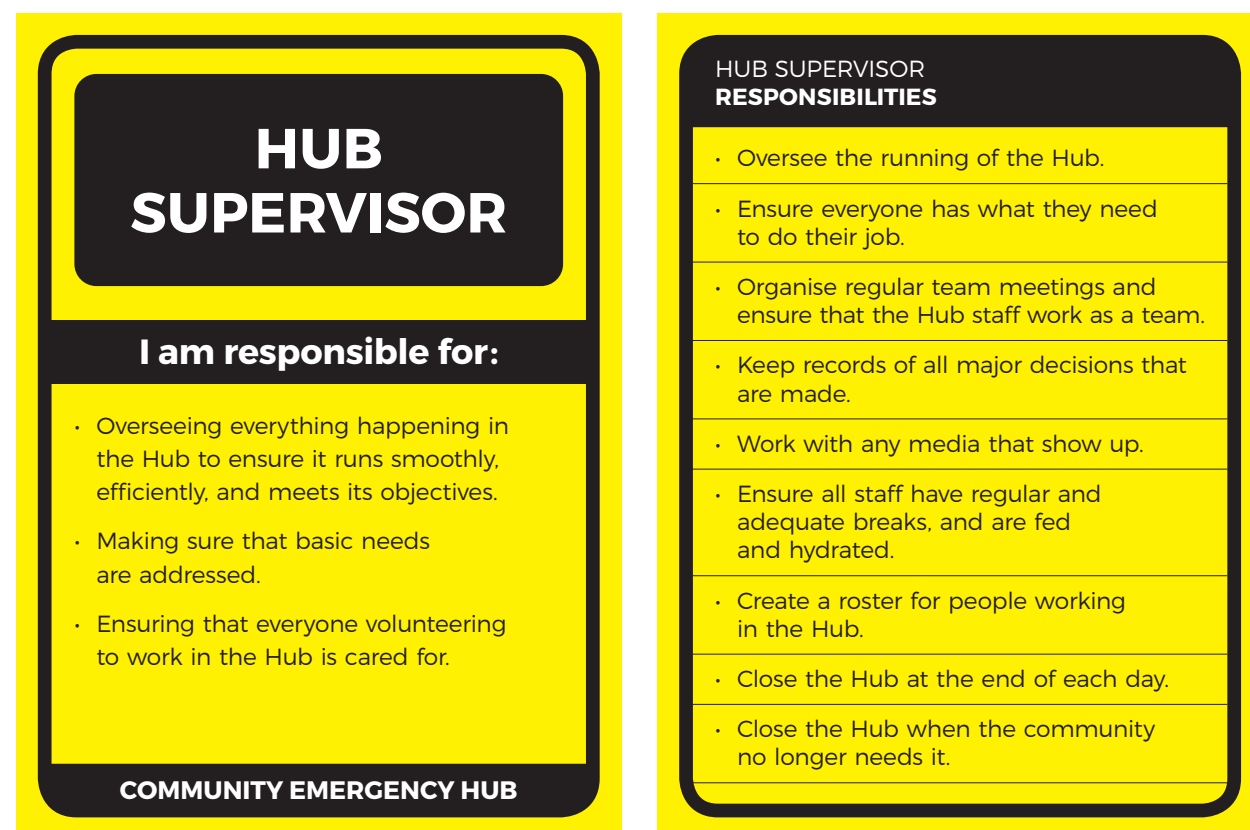 HUB
SUPERVISOR
I am responsible for:
· Overseeing everything happening in
the Hub to ensure it runs smoothly,
efficiently, and meets its objectives.
· Making sure that basic needs
are addressed.
· Ensuring that everyone volunteering
to work in the Hub is cared for.
COMMUNITY EMERGENCY HUB
HUB SUPERVISOR
RESPONSIBILITIES
· Oversee the running of the Hub.
· Ensure everyone has what they need
to do their job.
· Organise regular team meetings and
ensure that the Hub staff work as a team.
· Keep records of all major decisions that
are made.
· Work with any media that show up.
· Ensure all staff have regular and
adequate breaks, and are fed
and hydrated.
· Create a roster for people working
in the Hub.
· Close the Hub at the end of each day.
· Close the Hub when the community
no longer needs it.